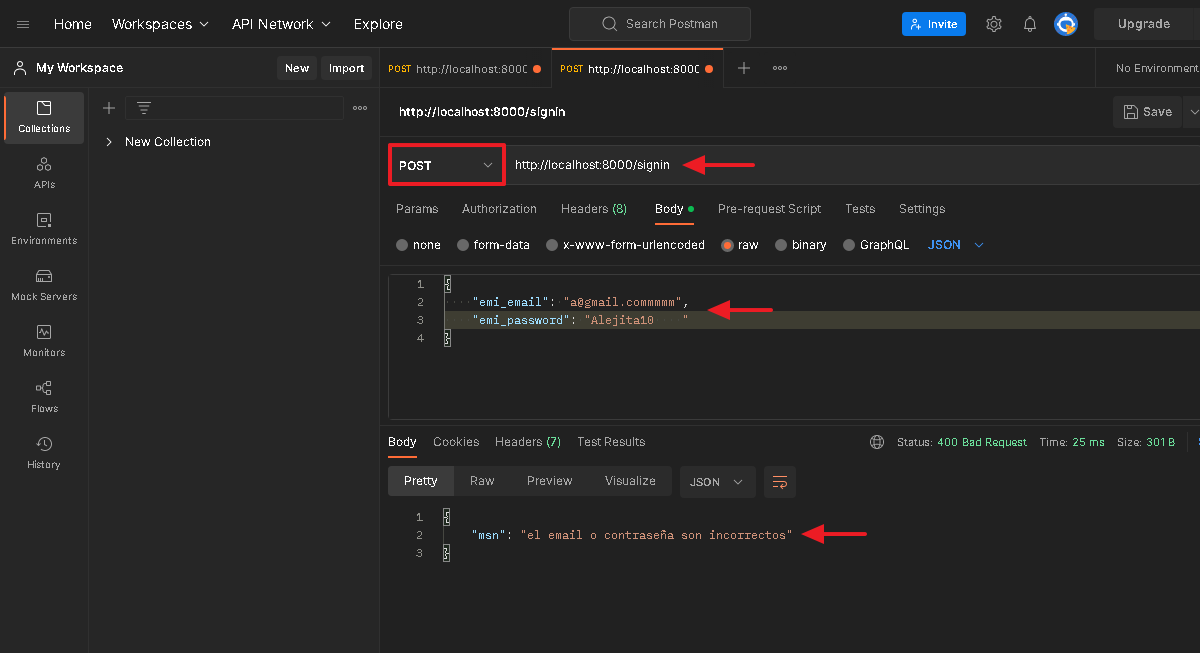 Home Workspaces API Network Explore Search Postman Invite Upgrade
My Workspace New Import POST http://localhost:8000 POST http://localhost:8000 No Environment
Collections
APIs
Environments
Mock Servers
Monitors
Flows
History
New Collection
http://localhost:8000/signin Save
POST http://localhost:8000/signin
Params Authorization Headers (8) Body Pre-request Script Tests Settings
none form-data x-www-form-urlencoded raw binary GraphQL JSON
1 {
2 "emi_email": "a@gmail.commmmm",
3 "emi_password": "Alejita10   "
4 }
Body Cookies Headers (7) Test Results Status: 400 Bad Request Time: 25 ms Size: 301 B
Pretty Raw Preview Visualize JSON
1 {
2 "msn": "el email o contraseña son incorrectos"
3 }